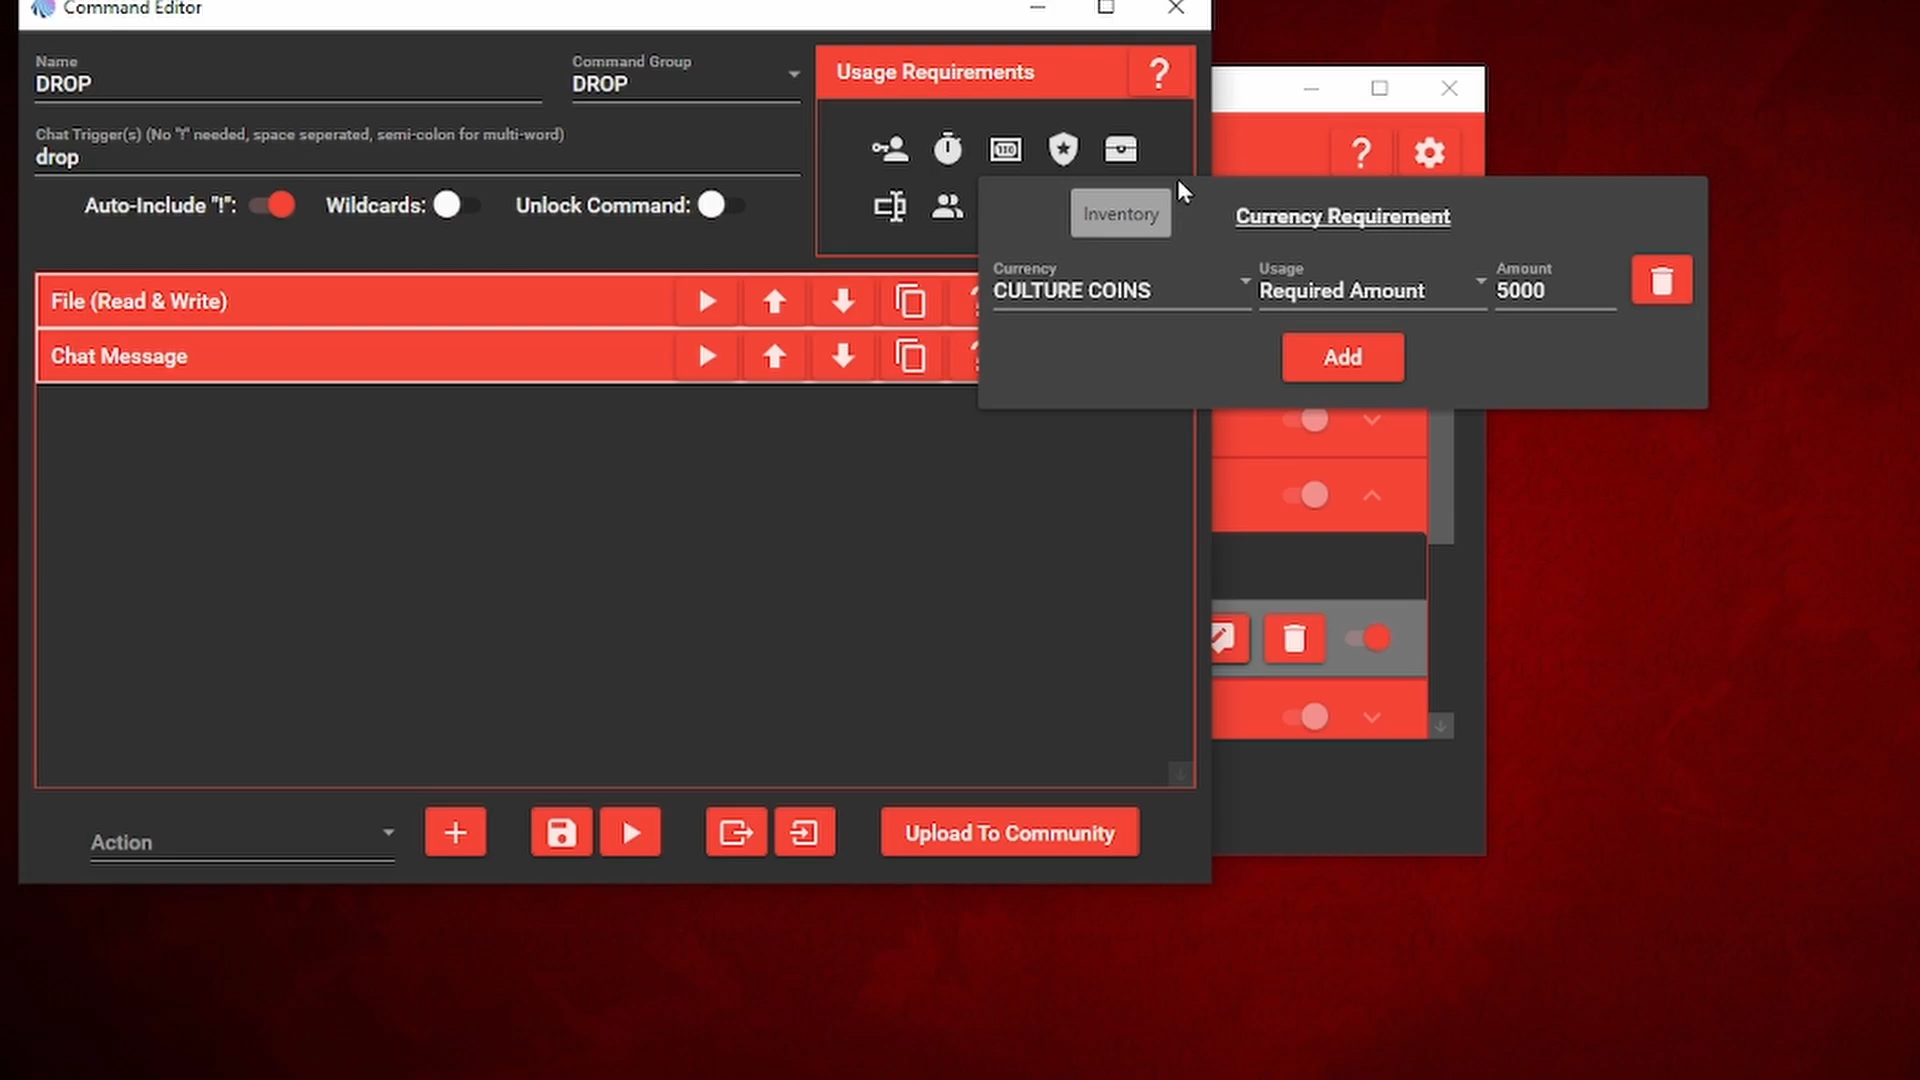 Command Editor
Name
DROP
Command Group
DROP
Usage Requirements
?
Chat Trigger(s) (No "!" needed, space seperated, semi-colon for multi-word)
drop
Auto-Include "!":
Wildcards:
Unlock Command:
?
Inventory
Currency Requirement
Currency
CULTURE COINS
Usage
Required Amount
Amount
5000
Add
File (Read & Write)
Chat Message
Action
Upload To Community